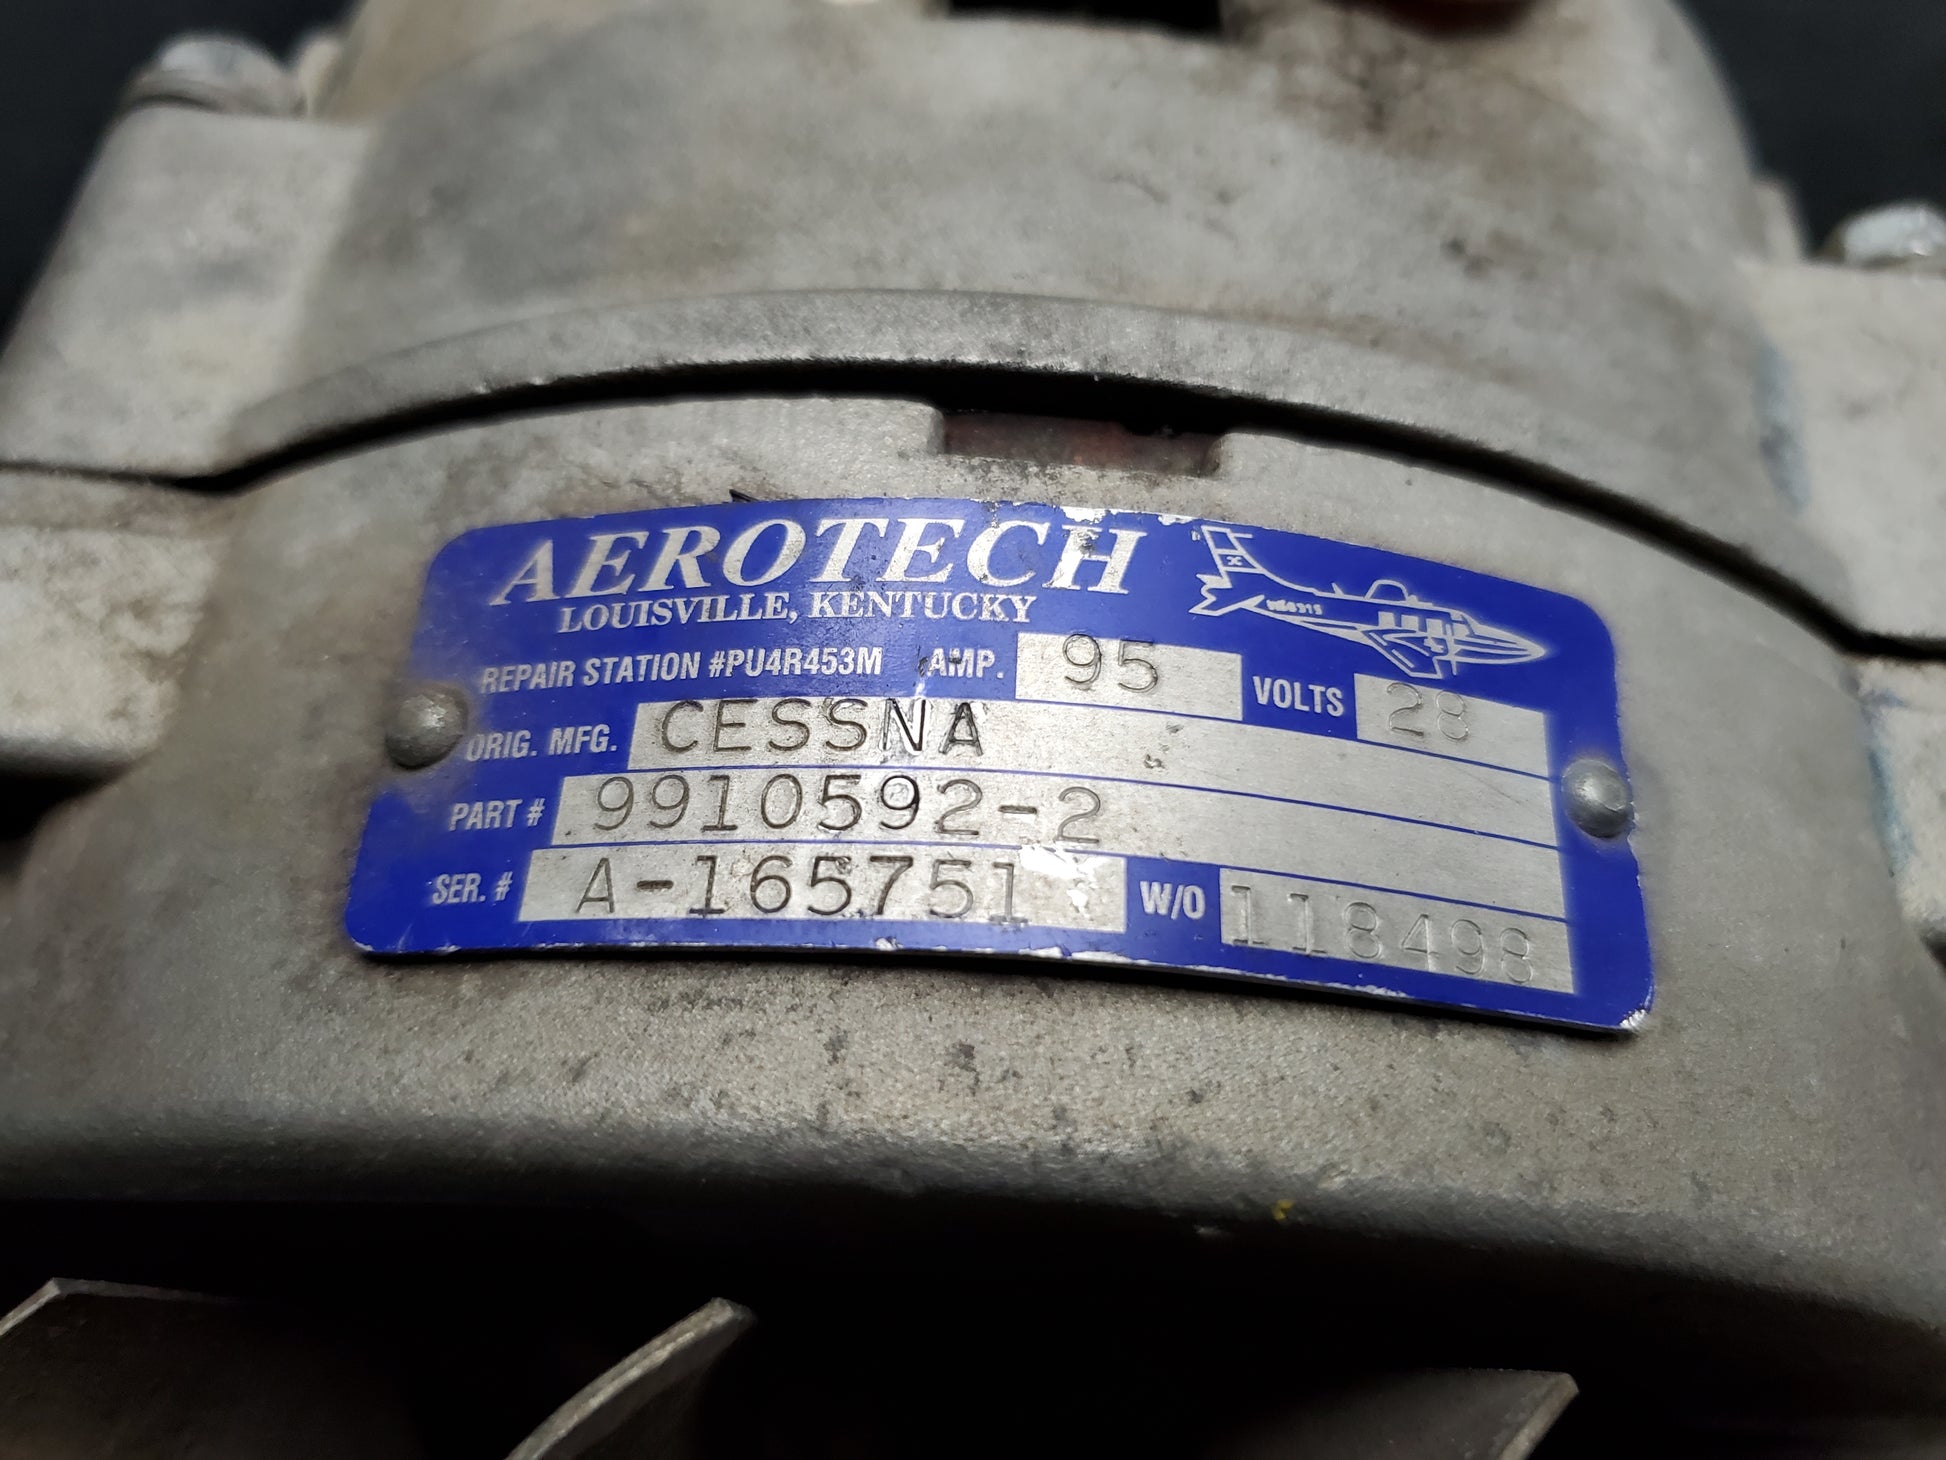 AEROTECH
LOUISVILLE, KENTUCKY
REPAIR STATION #PU4R453M AMP. 95 VOLTS 28
ORIG. MFG. CESSNA
PART # 9910592-2
SER. # A-165751 W/O 118498